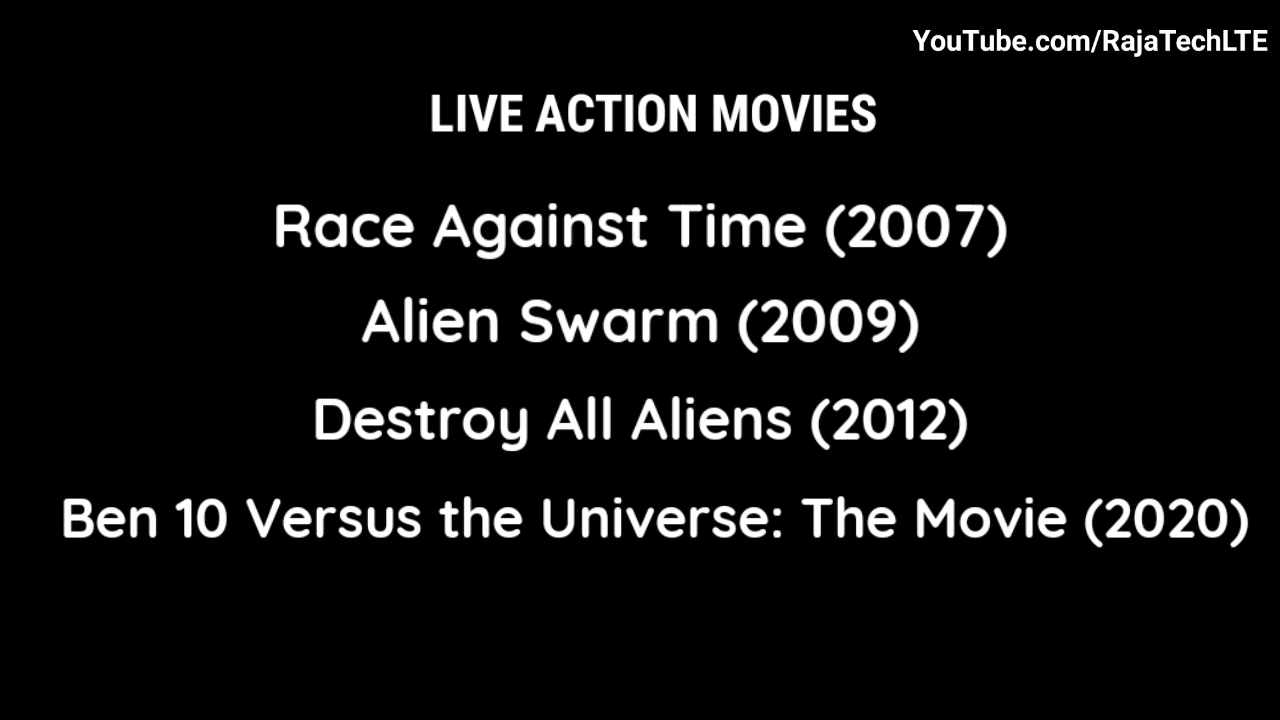 YouTube.com/RajaTechLTE
LIVE ACTION MOVIES
Race Against Time (2007)
Alien Swarm (2009)
Destroy All Aliens (2012)
Ben 10 Versus the Universe: The Movie (2020)